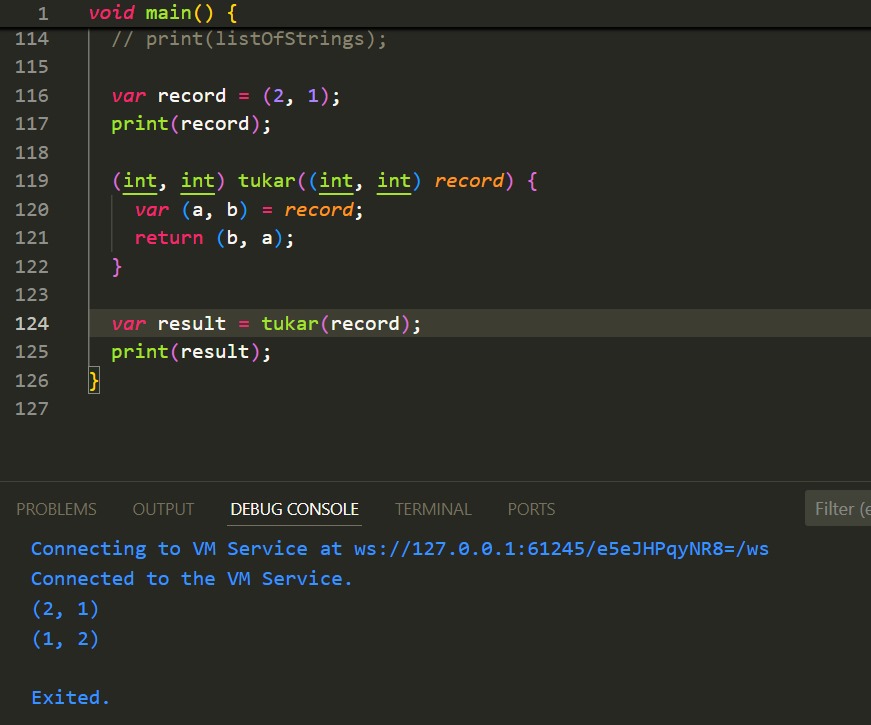 1 void main() {
114 // print(listOfStrings);
115
116 var record = (2, 1);
117 print(record);
118
119 (int, int) tukar((int, int) record) {
120 var (a, b) = record;
121 return (b, a);
122 }
123
124 var result = tukar(record);
125 print(result);
126 }
127
PROBLEMS OUTPUT DEBUG CONSOLE TERMINAL PORTS Filter (e
Connecting to VM Service at ws://127.0.0.1:61245/e5eJHPqyNR8=/ws
Connected to the VM Service.
(2, 1)
(1, 2)
Exited.